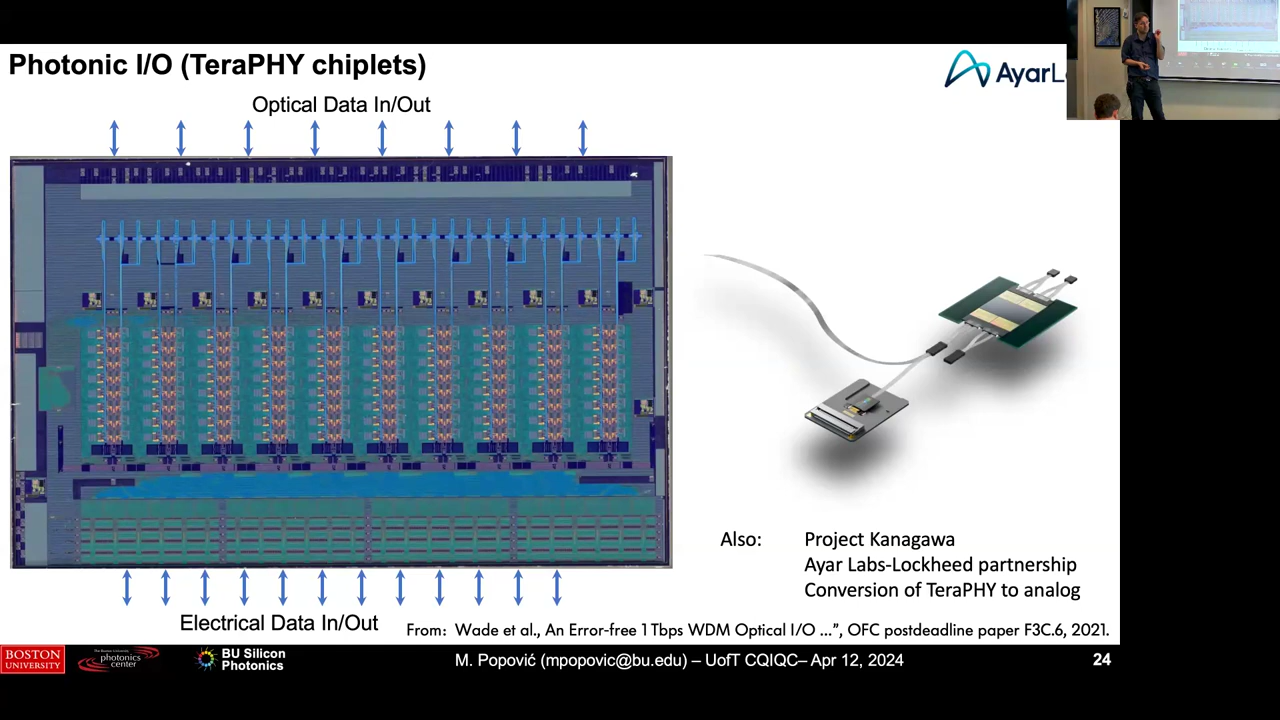 Photonic I/O (TeraPHY chiplets)
AyarL
Optical Data In/Out
Also: Project Kanagawa
Ayar Labs-Lockheed partnership
Conversion of TeraPHY to analog
Electrical Data In/Out
From: Wade et al., An Error-free 1 Tbps WDM Optical I/O ...”, OFC postdeadline paper F3C.6, 2021.
BOSTON
UNIVERSITY
photonics
center
BU Silicon
Photonics
M. Popović (mpopovic@bu.edu) – UofT CQIQC– Apr 12, 2024
24